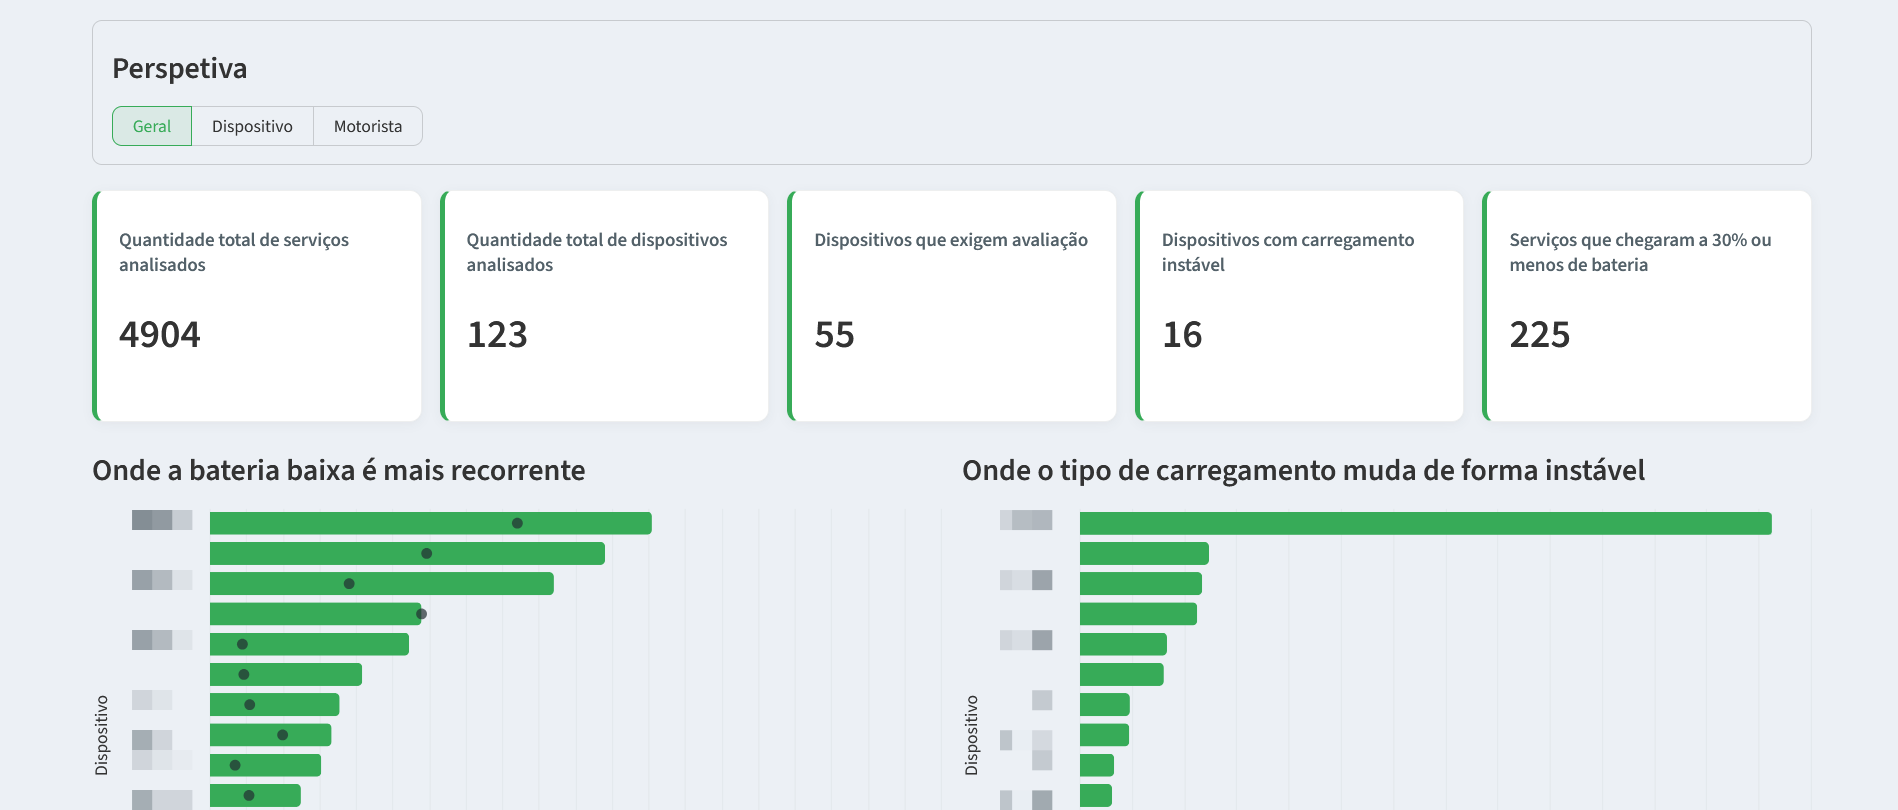 Perspetiva
Geral
Dispositivo
Motorista
Quantidade total de serviços
analisados
4904
Quantidade total de dispositivos
analisados
123
Dispositivos que exigem avaliação
55
Dispositivos com carregamento
instável
16
Serviços que chegaram a 30% ou
menos de bateria
225
Onde a bateria baixa é mais recorrente
Dispositivo
Onde o tipo de carregamento muda de forma instável
Dispositivo